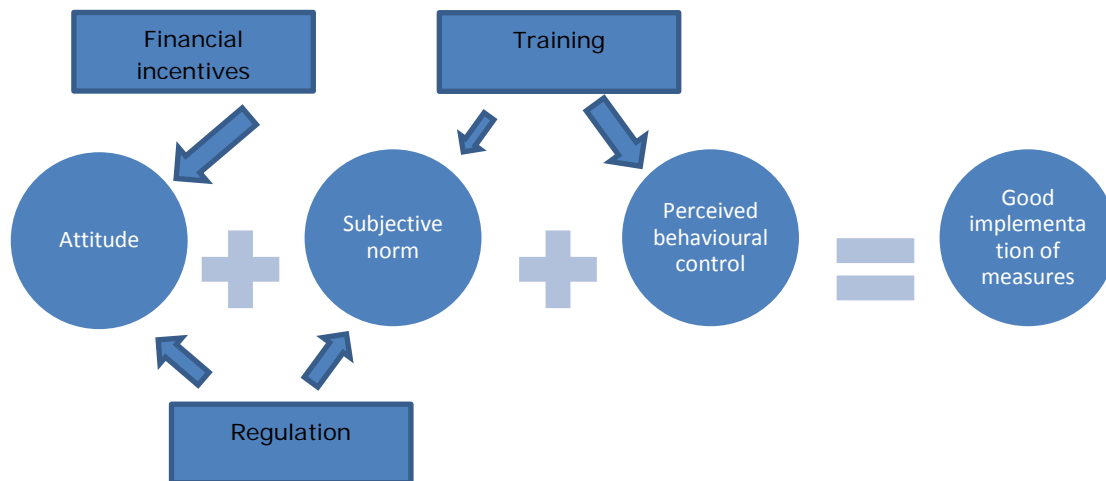 Financial
incentives
Training
Attitude
Subjective
norm
Perceived
behavioural
control
Good
implementa
tion of
measures
Regulation